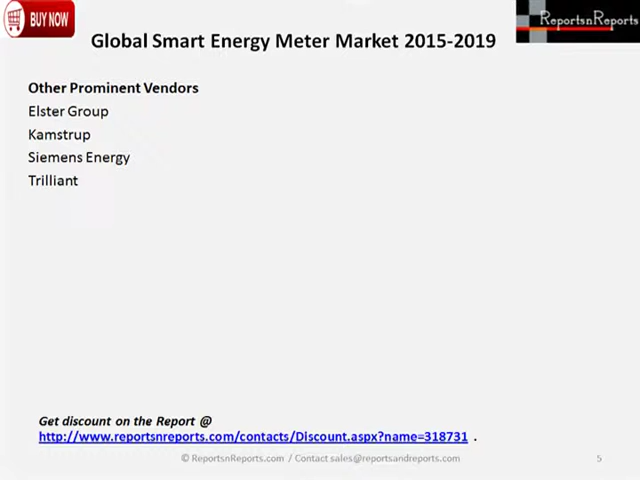 BUY NOW
ReportsnReports
Global Smart Energy Meter Market 2015-2019
Other Prominent Vendors
Elster Group
Kamstrup
Siemens Energy
Trilliant
Get discount on the Report @
http://www.reportsnreports.com/contacts/Discount.aspx?name=318731 .
© ReportsnReports.com / Contact sales@reportsandreports.com
5